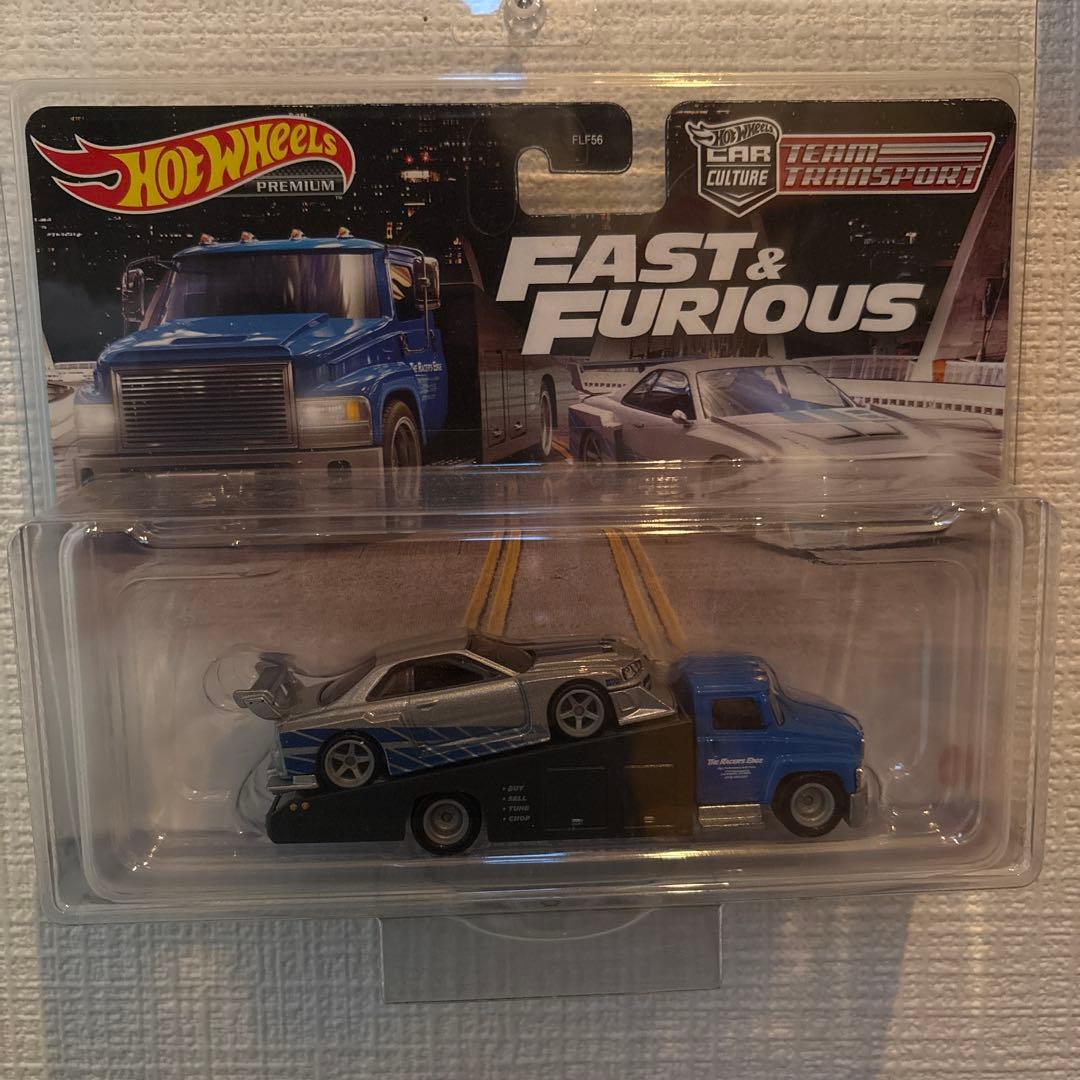 HOT WHEELS
PREMIUM
TM
FLF56
HOT WHEELS
CAR
CULTURE
TEAM
TRANSPORT
FAST &
FURIOUS
THE RACER'S EDGE
THE RACER'S EDGE
• BUY
• SELL
• TUNE
• CHOP